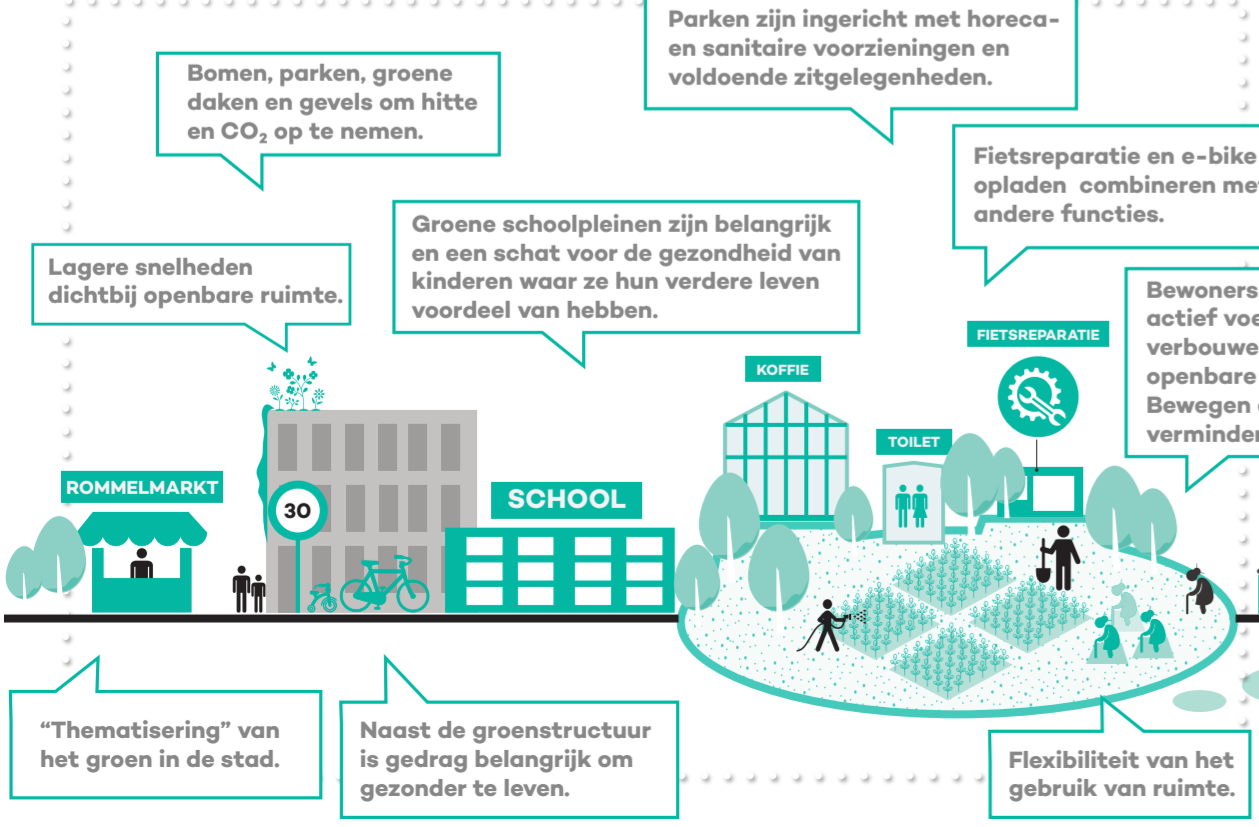 Parken zijn ingericht met horeca-
en sanitaire voorzieningen en
voldoende zitgelegenheden.
Bomen, parken, groene
daken en gevels om hitte
en CO₂ op te nemen.
Fietsreparatie en e-bike
opladen combineren
andere functies.
Groene schoolpleinen zijn belangrijk
en een schat voor de gezondheid van
kinderen waar ze hun verdere leven
voordeel van hebben.
Lagere snelheden
dichtbij openbare ruimte.
Bewoners
actief
openbare
Bewegen
FIETSREPARATIE
KOFFIE
TOILET
ROMMELMARKT
30
SCHOOL
“Thematisering” van
het groen in de stad.
Naast de groenstructuur
is gedrag belangrijk om
gezonder te leven.
Flexibiliteit van het
gebruik van ruimte.